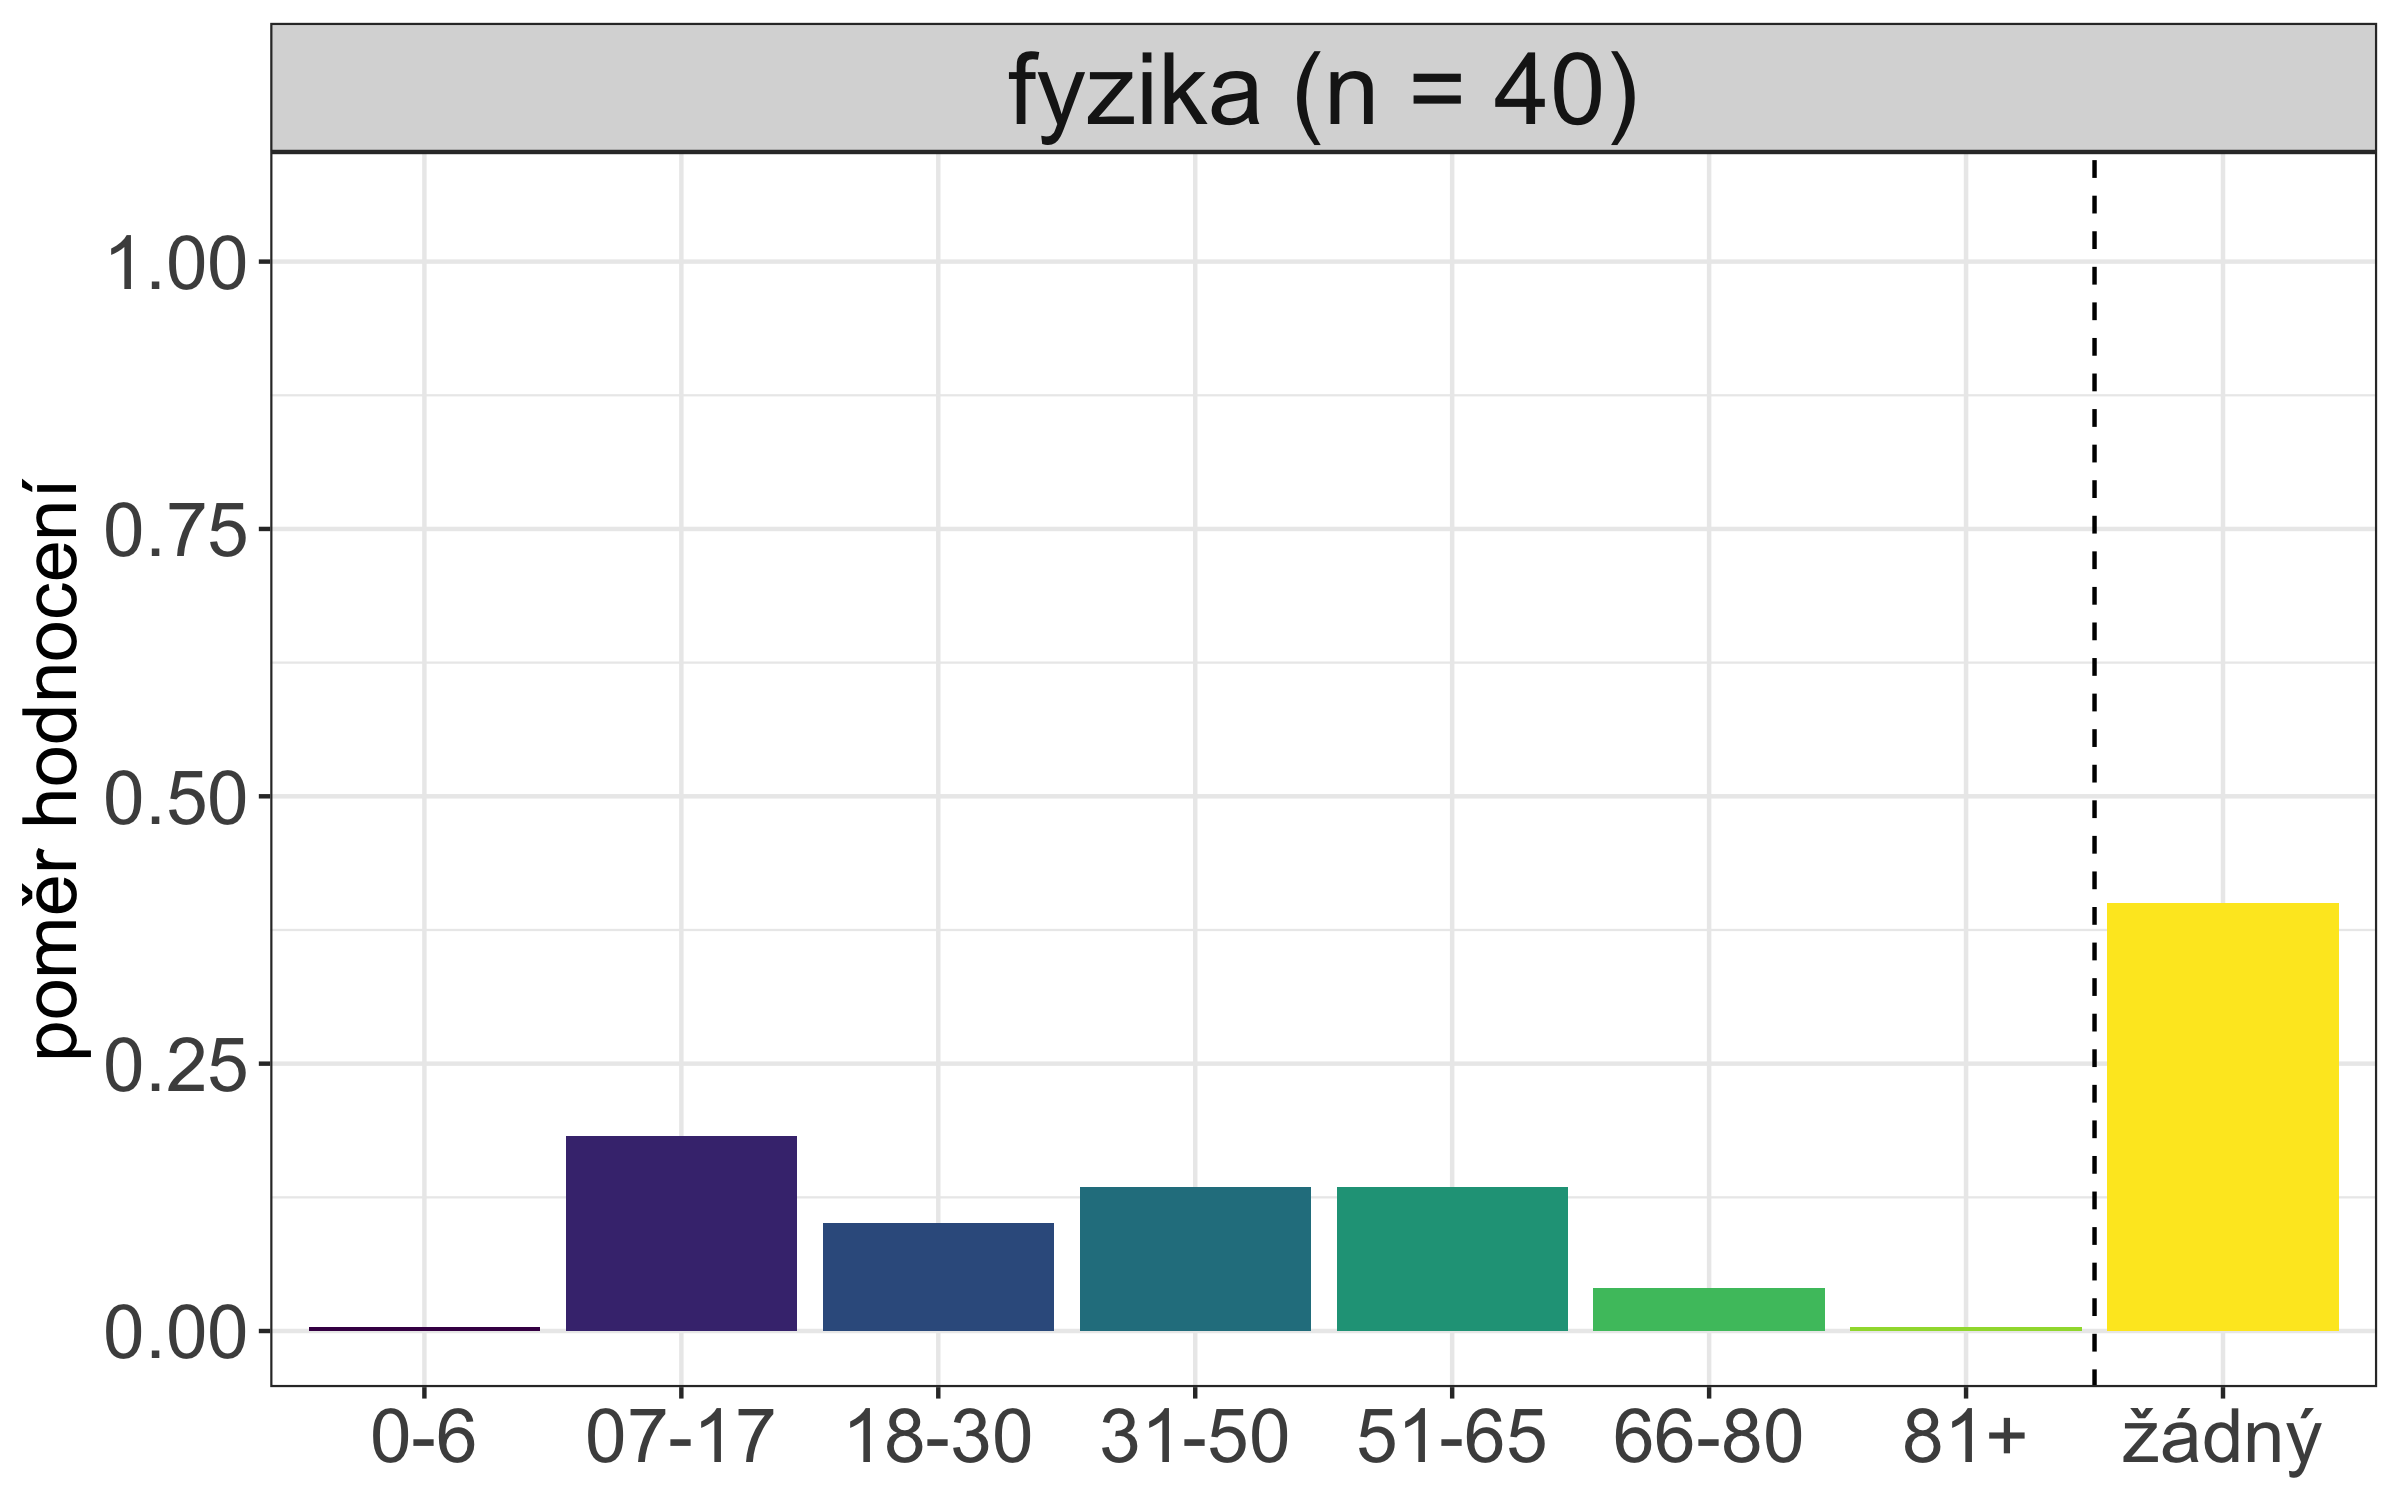 fyzika (n = 40)
poměr hodnocení
1.00
0.75
0.50
0.25
0.00
0-6 07-17 18-30 31-50 51-65 66-80 81+ žádný